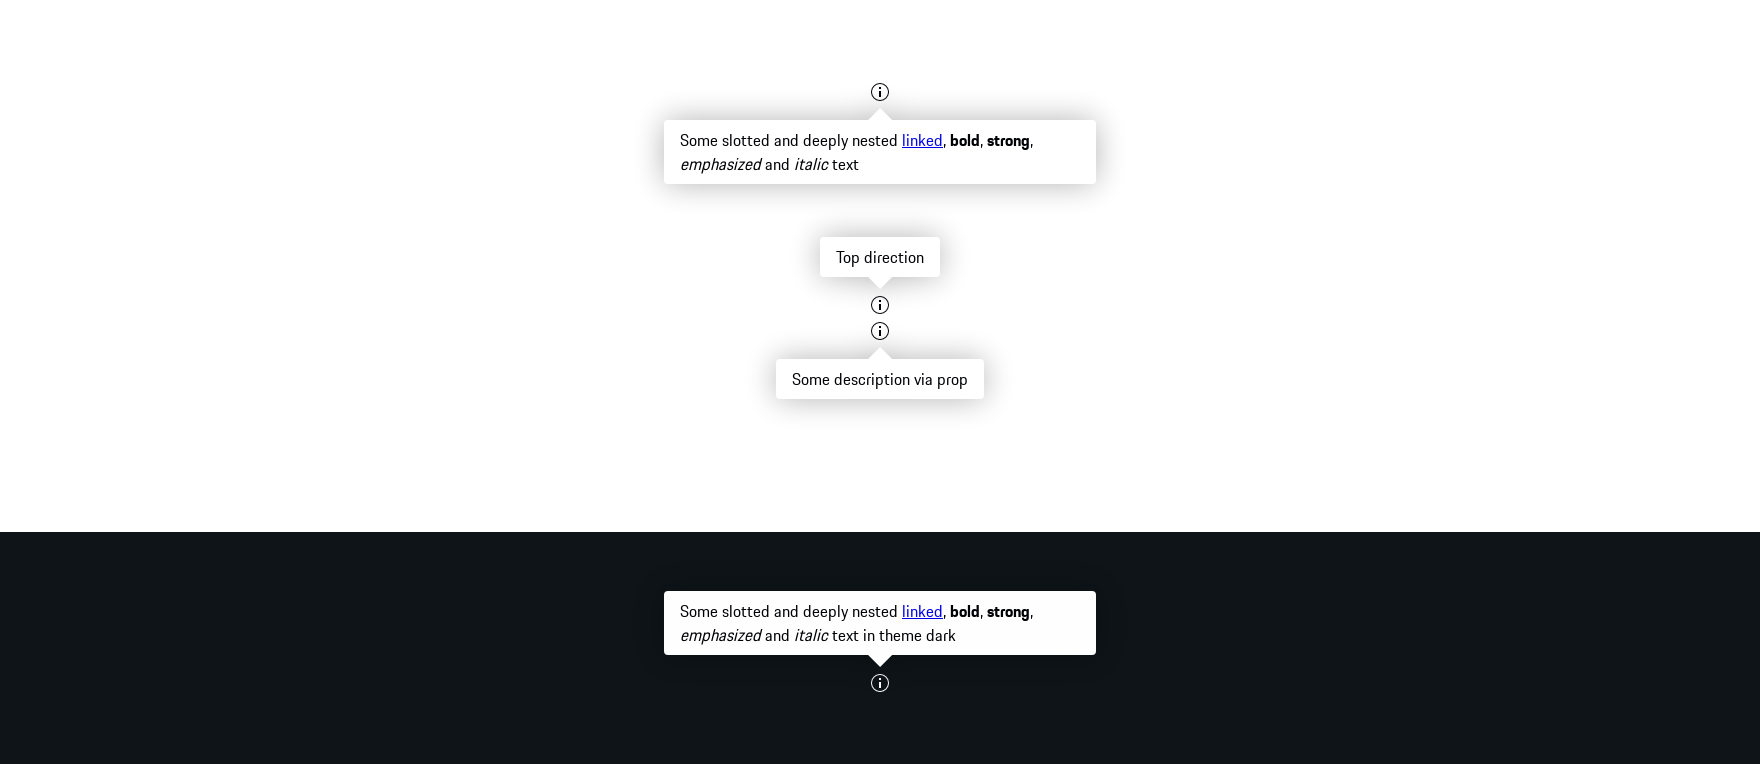 Some slotted and deeply nested linked, bold, strong,
emphasized and italic text
Top direction
Some description via prop
Some slotted and deeply nested linked, bold, strong,
emphasized and italic text in theme dark